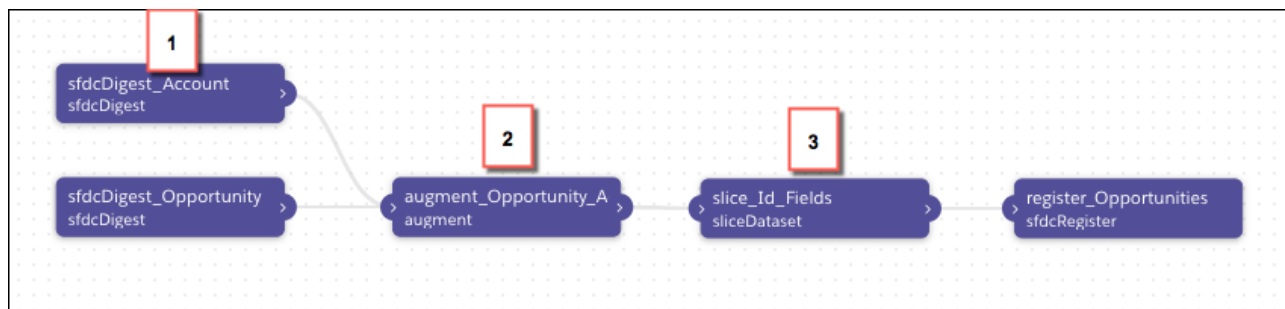 1
sfdcDigest_Account
sfdcDigest
2
3
sfdcDigest_Opportunity
sfdcDigest
augment_Opportunity_A
augment
slice_Id_Fields
sliceDataset
register_Opportunities
sfdcRegister